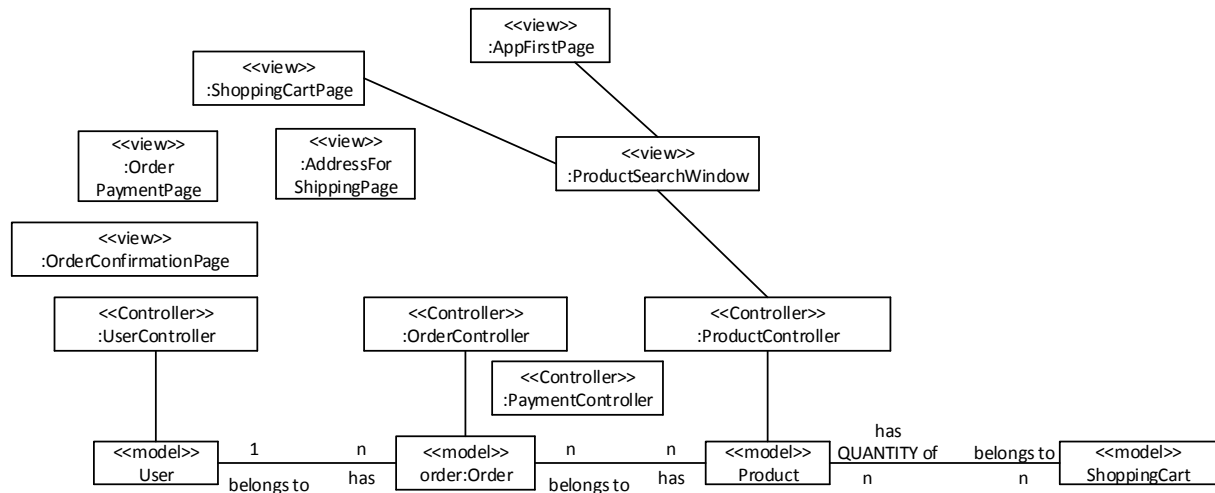 <<view>>
:AppFirstPage
<<view>>
:ShoppingCartPage
<<view>>
:Order
PaymentPage
<<view>>
:AddressFor
ShippingPage
<<view>>
:ProductSearchWindow
<<view>>
:OrderConfirmationPage
<<Controller>>
:UserController
<<Controller>>
:OrderController
<<Controller>>
:ProductController
<<Controller>>
:PaymentController
<<model>>
User
1
n
belongs to
has
<<model>>
order:Order
n
n
belongs to
has
<<model>>
Product
has
QUANTITY of
belongs to
n
n
<<model>>
ShoppingCart